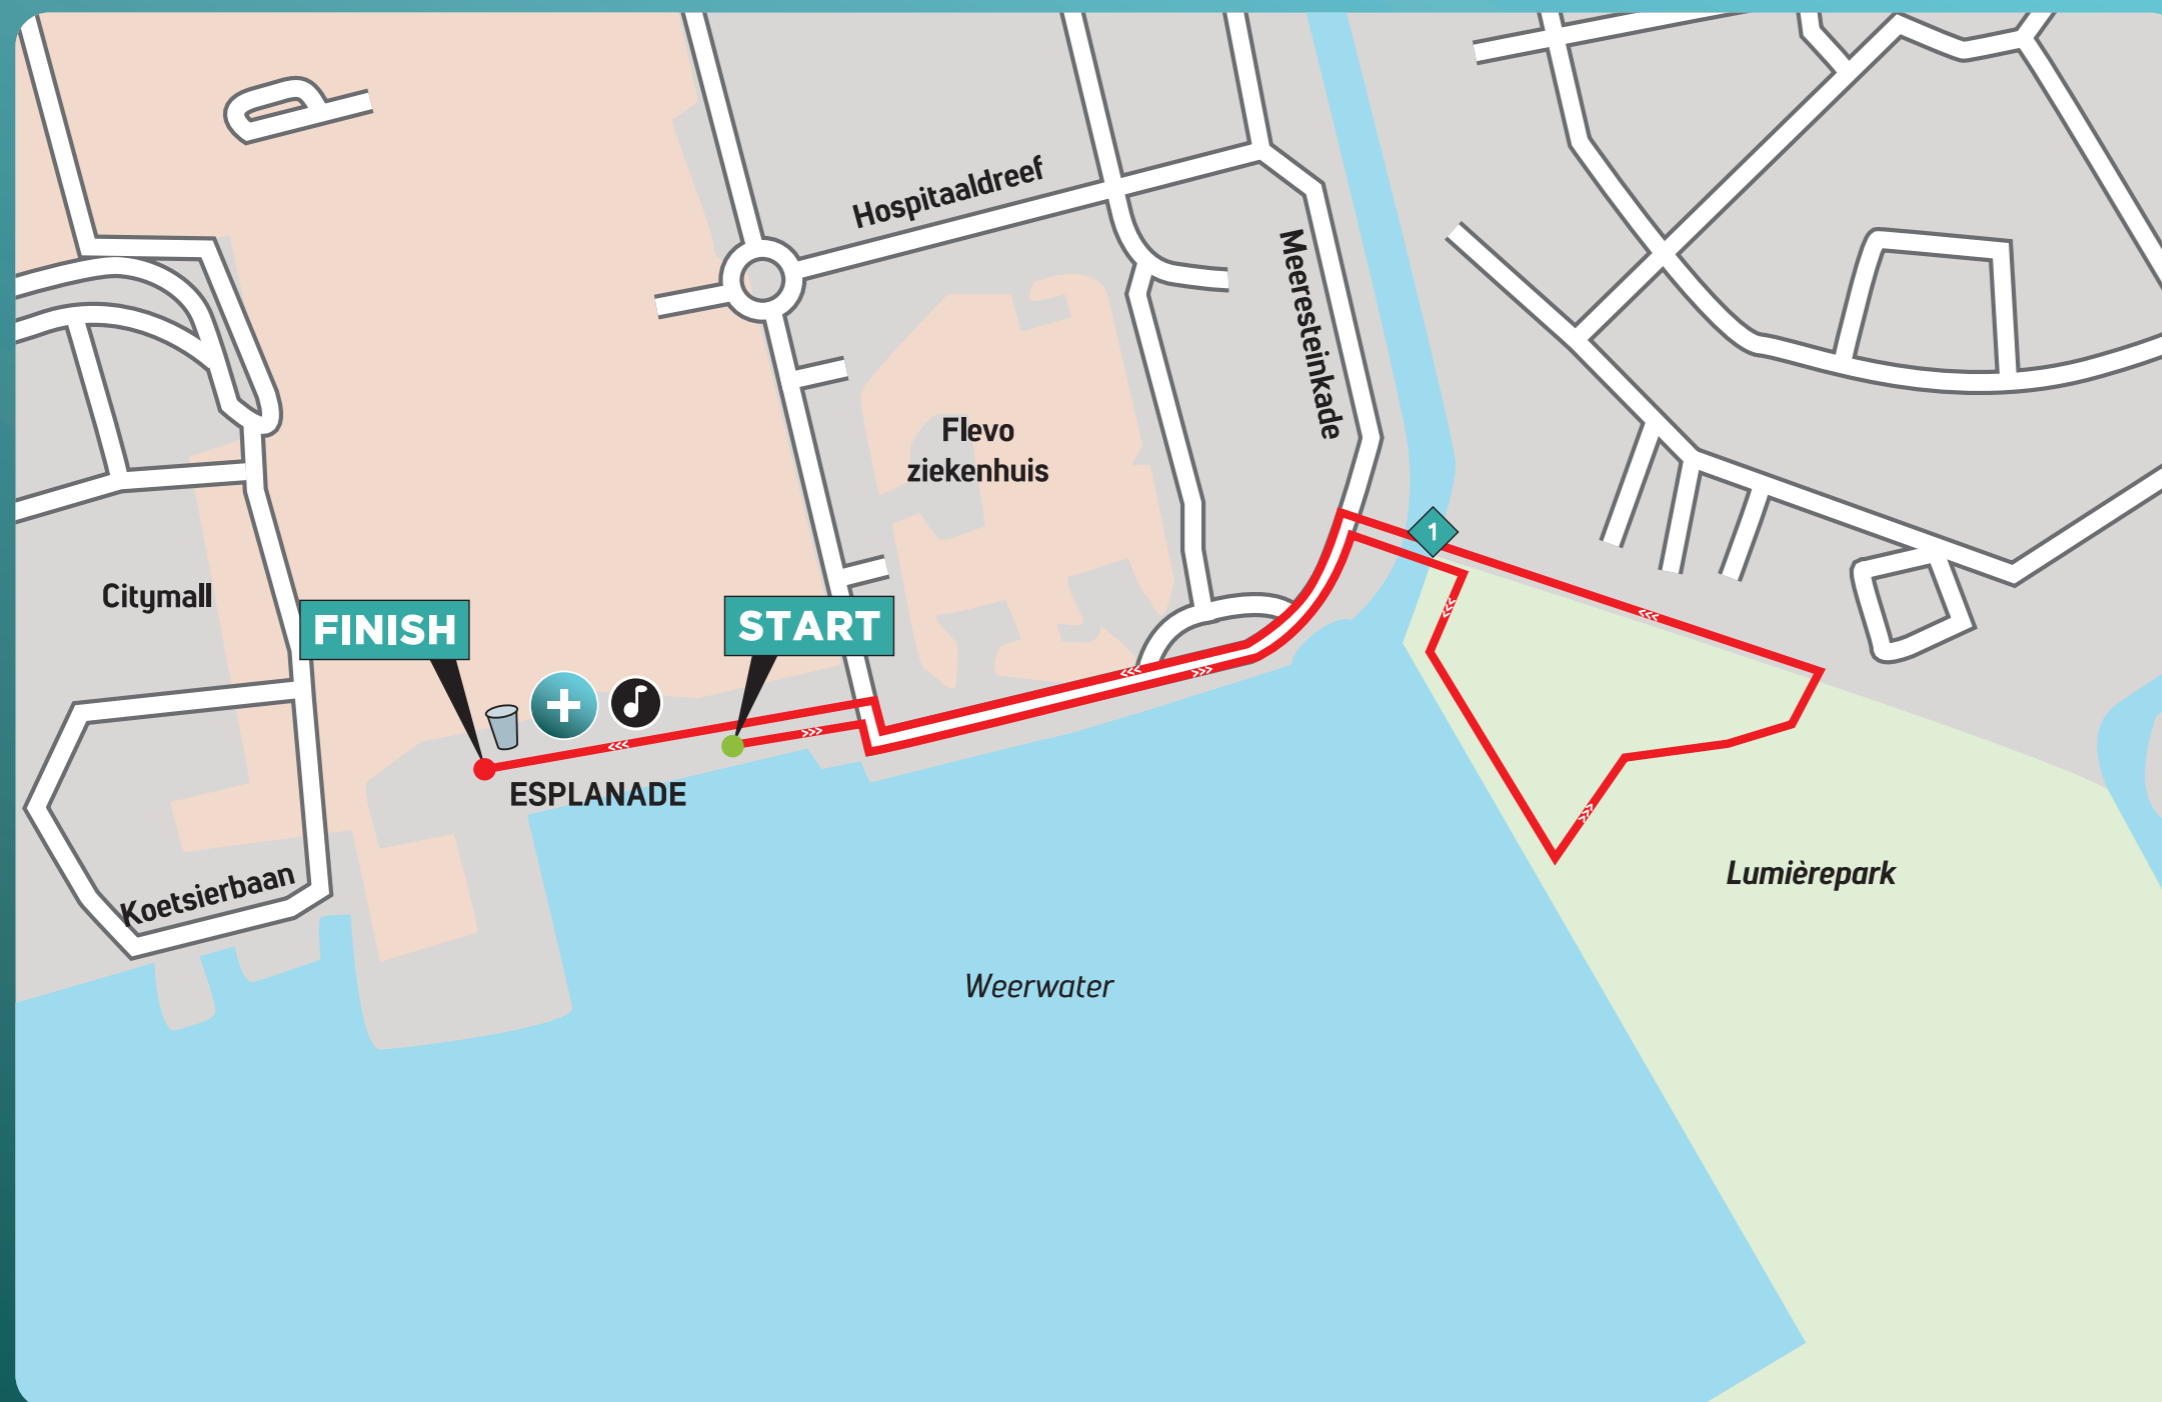 Hospitaaldreef
Meeresteinkade
Flevo
ziekenhuis
1
Citymall
FINISH
START
ESPLANADE
Koetsierbaan
Lumièrepark
Weerwater